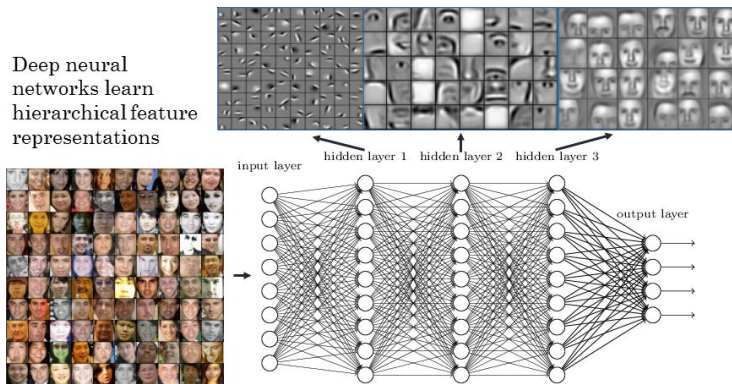 Deep neural
networks learn
hierarchical feature
representations
hidden layer 1 hidden layer 2 hidden layer 3
input layer
output layer